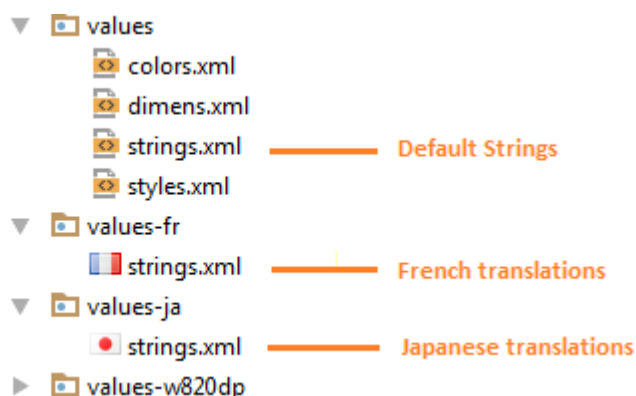 values
colors.xml
dimens.xml
strings.xml Default Strings
styles.xml
values-fr
strings.xml French translations
values-ja
strings.xml Japanese translations
values-w820dp